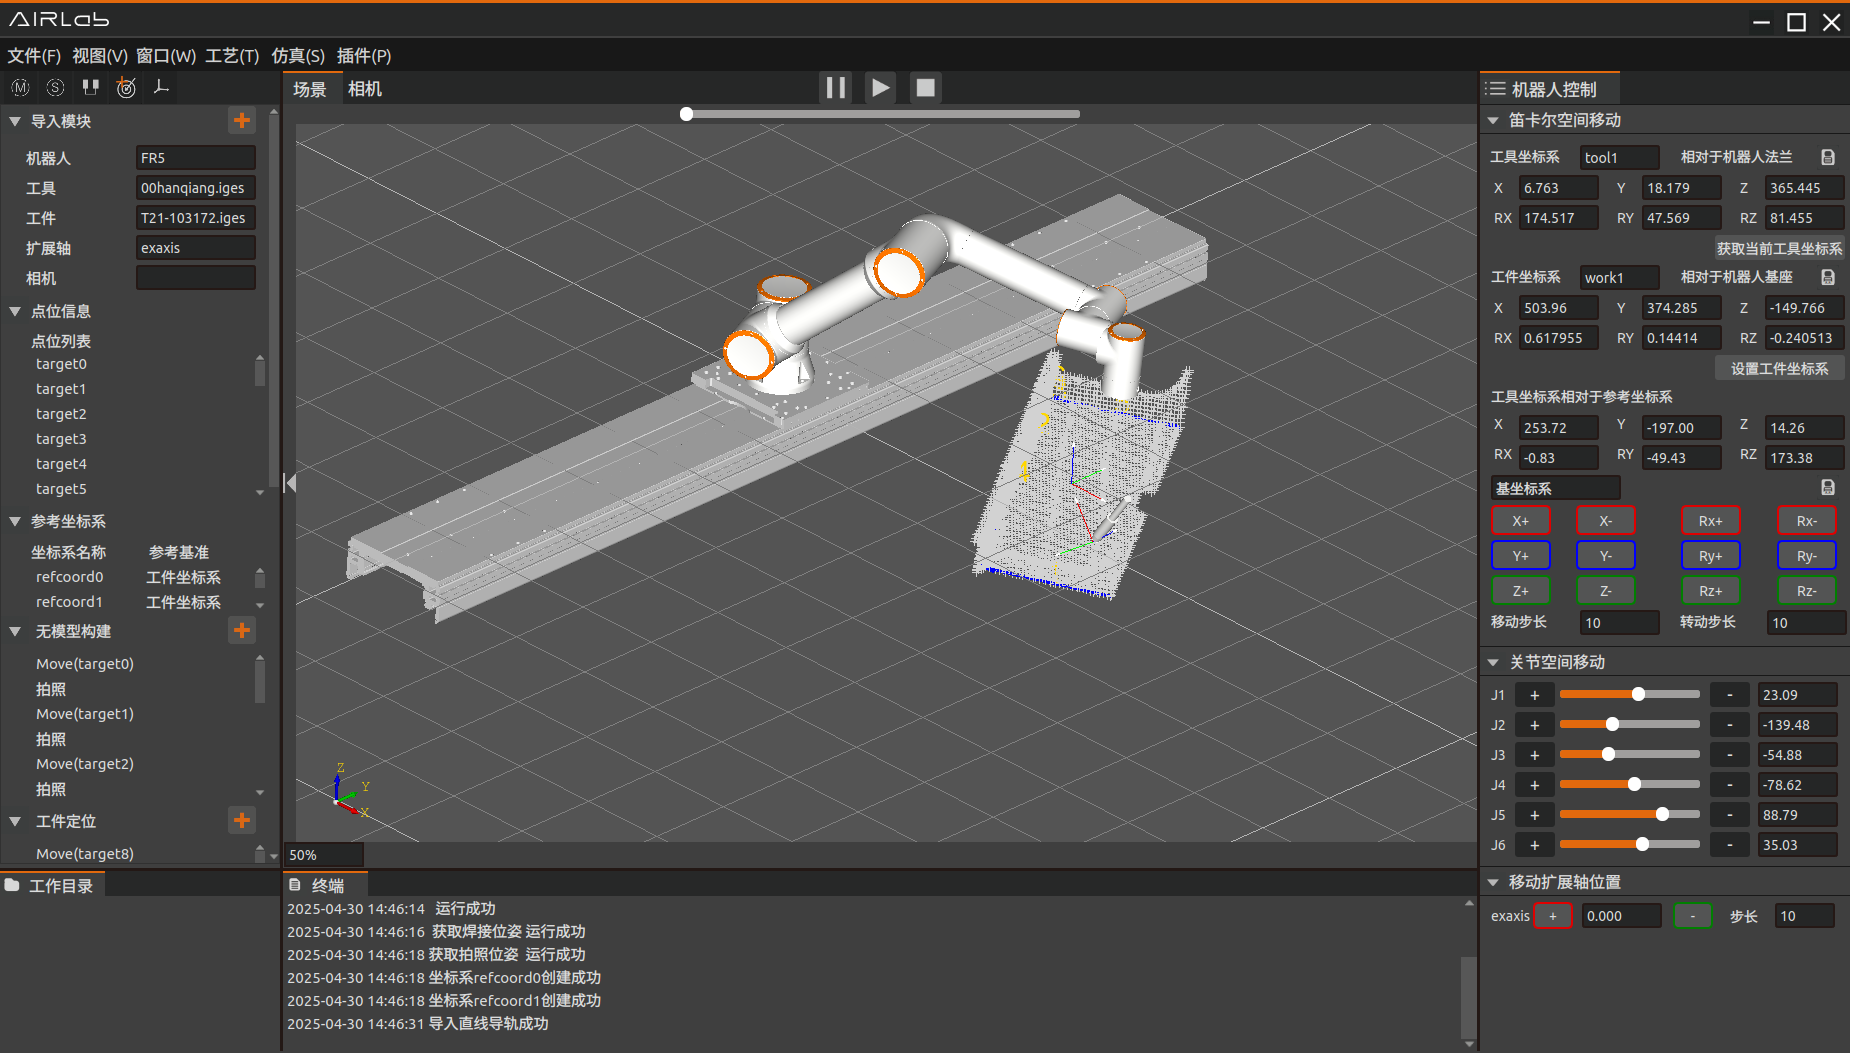 AIRLab
文件(F) 视图(V) 窗口(W) 工艺(T) 仿真(S) 插件(P)
M S
导入模块
机器人 FR5
工具 00hanqiang.iges
工件 T21-103172.iges
扩展轴 exaxis
相机
点位信息
点位列表
target0
target1
target2
target3
target4
target5
参考坐标系
坐标系名称 参考基准
refcoord0 工件坐标系
refcoord1 工件坐标系
无模型构建
Move(target0)
拍照
Move(target1)
拍照
Move(target2)
拍照
工件定位
Move(target8)
工作目录
场景 相机
Z
Y
X
50%
终端
2025-04-30 14:46:14 运行成功
2025-04-30 14:46:16 获取焊接位姿 运行成功
2025-04-30 14:46:18 获取拍照位姿 运行成功
2025-04-30 14:46:18 坐标系refcoord0创建成功
2025-04-30 14:46:18 坐标系refcoord1创建成功
2025-04-30 14:46:31 导入直线导轨成功
机器人控制
笛卡尔空间移动
工具坐标系 tool1 相对于机器人法兰
X 6.763 Y 18.179 Z 365.445
RX 174.517 RY 47.569 RZ 81.455
获取当前工具坐标系
工件坐标系 work1 相对于机器人基座
X 503.96 Y 374.285 Z -149.766
RX 0.617955 RY 0.14414 RZ -0.240513
设置工件坐标系
工具坐标系相对于参考坐标系
X 253.72 Y -197.00 Z 14.26
RX -0.83 RY -49.43 RZ 173.38
基坐标系
X+ X- Rx+ Rx-
Y+ Y- Ry+ Ry-
Z+ Z- Rz+ Rz-
移动步长 10 转动步长 10
关节空间移动
J1 + - 23.09
J2 + - -139.48
J3 + - -54.88
J4 + - -78.62
J5 + - 88.79
J6 + - 35.03
移动扩展轴位置
exaxis + 0.000 - 步长 10